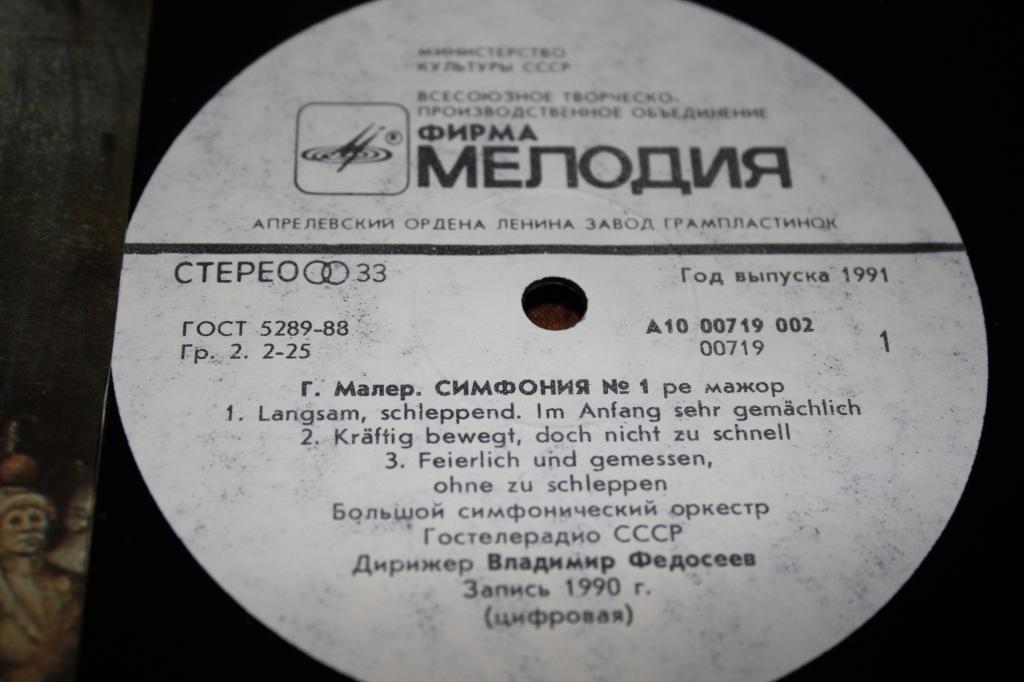 МИНИСТЕРСТВО
КУЛЬТУРЫ СССР
ВСЕСОЮЗНОЕ ТВОРЧЕСКО-
ПРОИЗВОДСТВЕННОЕ ОБЪЕДИНЕНИЕ
ФИРМА
МЕЛОДИЯ
®
АПРЕЛЕВСКИЙ ОРДЕНА ЛЕНИНА ЗАВОД ГРАМПЛАСТИНОК
СТЕРЕО 33
Год выпуска 1991
ГОСТ 5289-88
Гр. 2. 2-25
А10 00719 002
00719
1
Г. Малер. СИМФОНИЯ № 1 ре мажор
1. Langsam, schleppend. Im Anfang sehr gemächlich
2. Kräftig bewegt, doch nicht zu schnell
3. Feierlich und gemessen,
ohne zu schleppen
Большой симфонический оркестр
Гостелерадио СССР
Дирижер Владимир Федосеев
Запись 1990 г.
(цифровая)